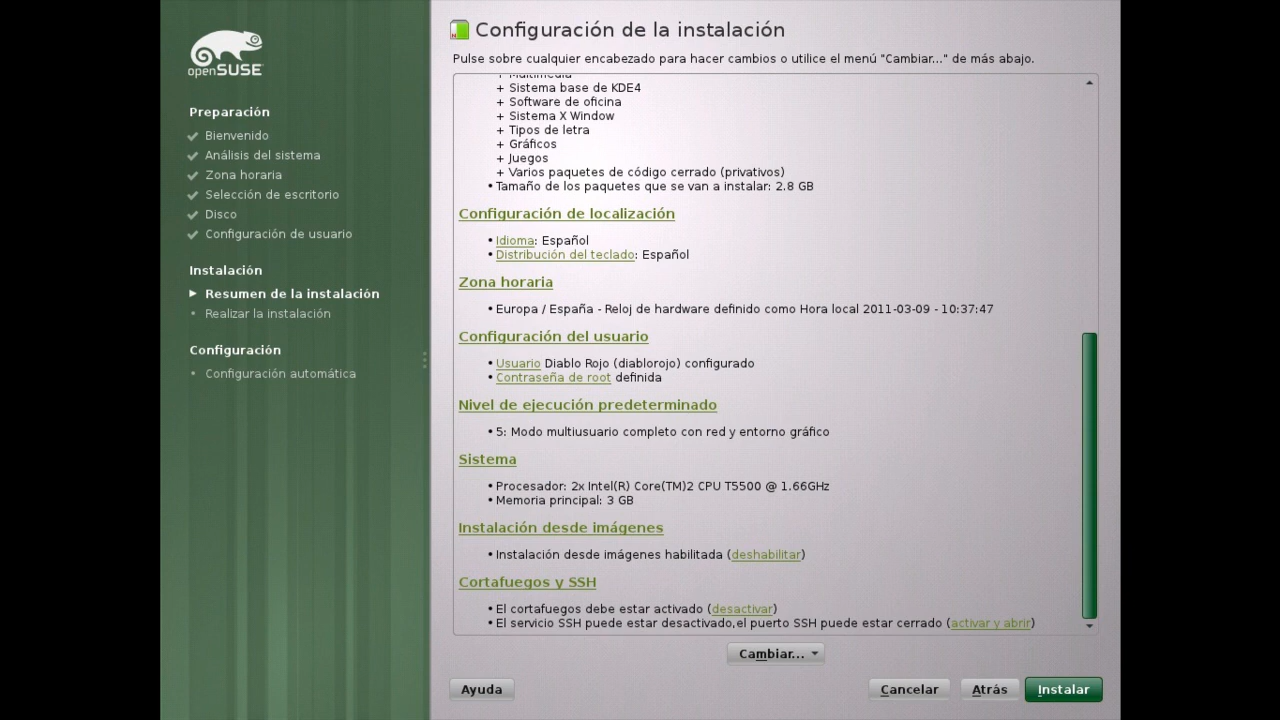 openSUSE
Preparación
Bienvenido
Análisis del sistema
Zona horaria
Selección de escritorio
Disco
Configuración de usuario
Instalación
Resumen de la instalación
Realizar la instalación
Configuración
Configuración automática
Configuración de la instalación
Pulse sobre cualquier encabezado para hacer cambios o utilice el menú "Cambiar..." de más abajo.
+ Multimedia
+ Sistema base de KDE4
+ Software de oficina
+ Sistema X Window
+ Tipos de letra
+ Gráficos
+ Juegos
+ Varios paquetes de código cerrado (privativos)
• Tamaño de los paquetes que se van a instalar: 2.8 GB
Configuración de localización
• Idioma: Español
• Distribución del teclado: Español
Zona horaria
• Europa / España - Reloj de hardware definido como Hora local 2011-03-09 - 10:37:47
Configuración del usuario
• Usuario Diablo Rojo (diablorojo) configurado
• Contraseña de root definida
Nivel de ejecución predeterminado
• 5: Modo multiusuario completo con red y entorno gráfico
Sistema
• Procesador: 2x Intel(R) Core(TM)2 CPU T5500 @ 1.66GHz
• Memoria principal: 3 GB
Instalación desde imágenes
• Instalación desde imágenes habilitada (deshabilitar)
Cortafuegos y SSH
• El cortafuegos debe estar activado (desactivar)
• El servicio SSH puede estar desactivado,el puerto SSH puede estar cerrado (activar y abrir)
Cambiar...
Ayuda
Cancelar
Atrás
Instalar